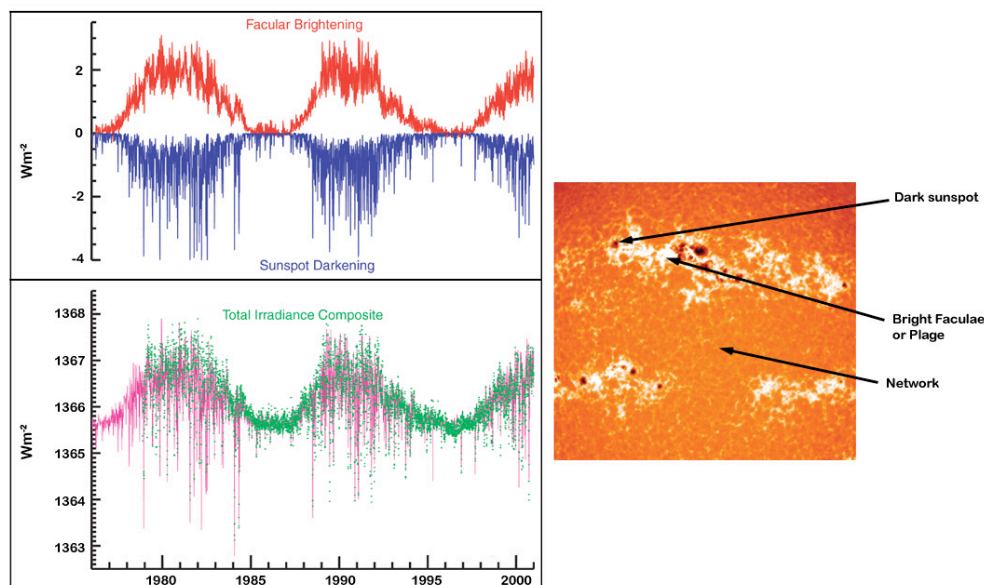 Facular Brightening
2
0
-2
-4
Wm-2
Sunspot Darkening
1368
1367
1366
1365
1364
1363
Wm-2
Total Irradiance Composite
1980
1985
1990
1995
2000
Dark sunspot
Bright Faculae
or Plage
Network